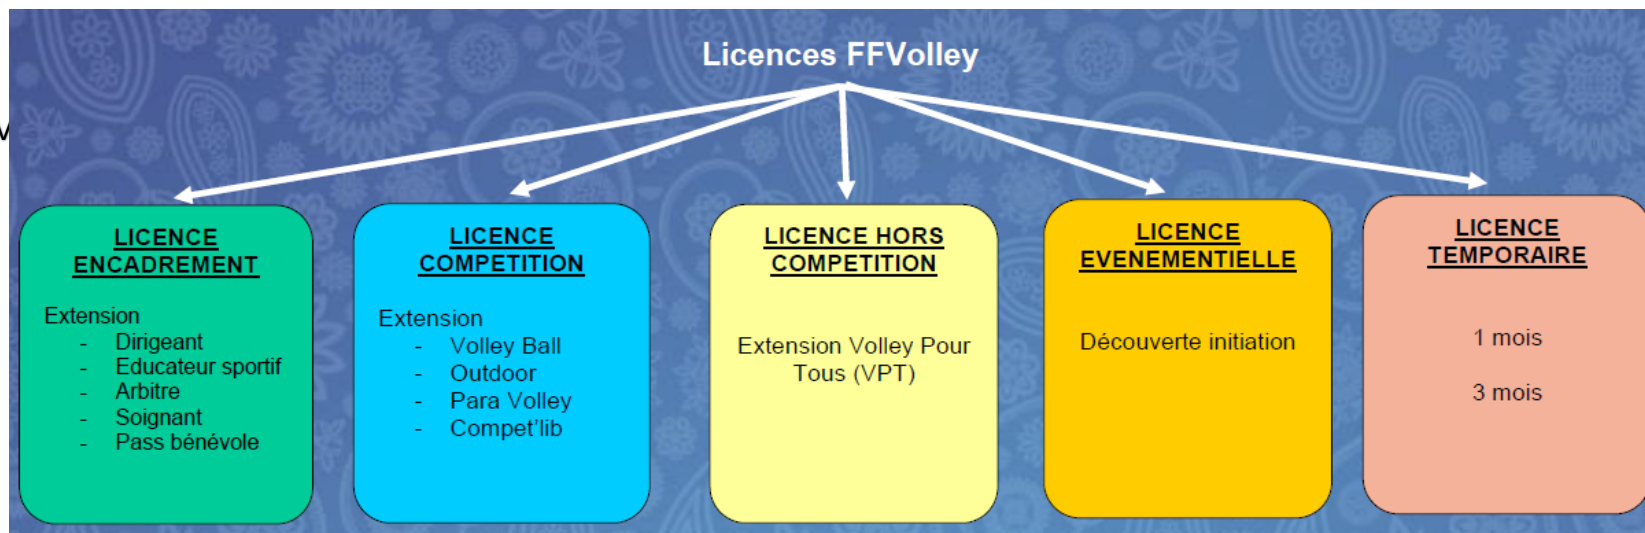 Licences FFVolley
LICENCE
ENCADREMENT
Extension
- Dirigeant
- Educateur sportif
- Arbitre
- Soignant
- Pass bénévole
LICENCE
COMPETITION
Extension
- Volley Ball
- Outdoor
- Para Volley
- Compet'lib
LICENCE HORS
COMPETITION
Extension Volley Pour
Tous (VPT)
LICENCE
EVENEMENTIELLE
Découverte initiation
LICENCE
TEMPORAIRE
1 mois
3 mois